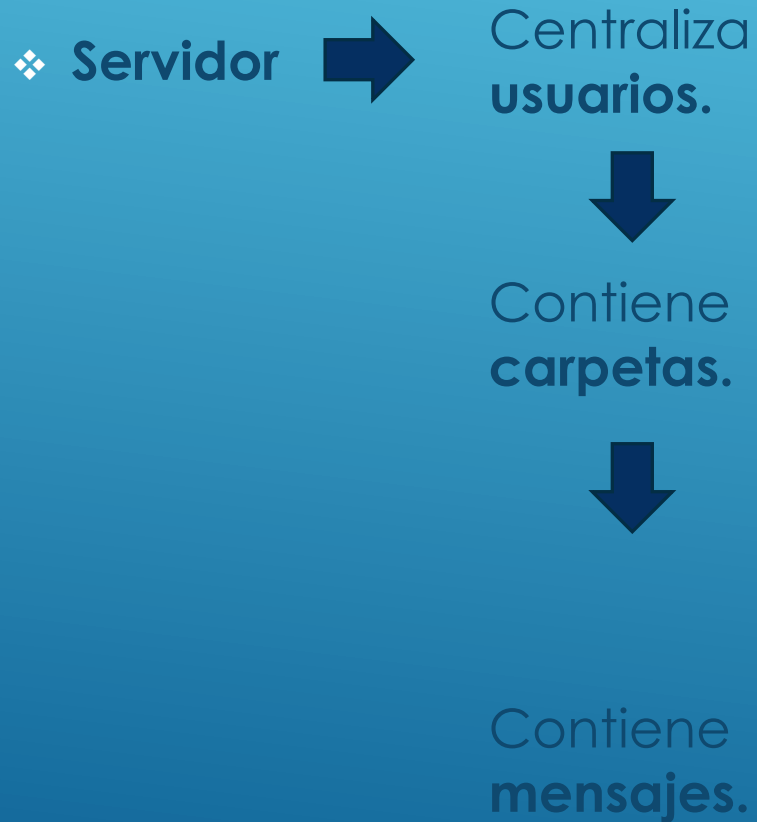 Servidor
Centraliza
usuarios.
Contiene
carpetas.
Contiene
mensajes.